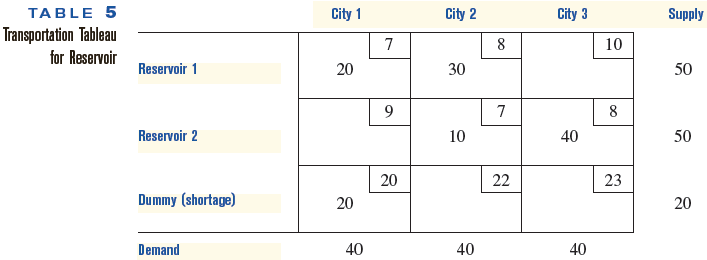 TABLE 5
Transportation Tableau
for Reservoir
City 1 City 2 City 3 Supply
7 8 10
Reservoir 1 20 30 50
9 7 8
Reservoir 2 10 40 50
20 22 23
Dummy (shortage) 20 20
Demand 40 40 40